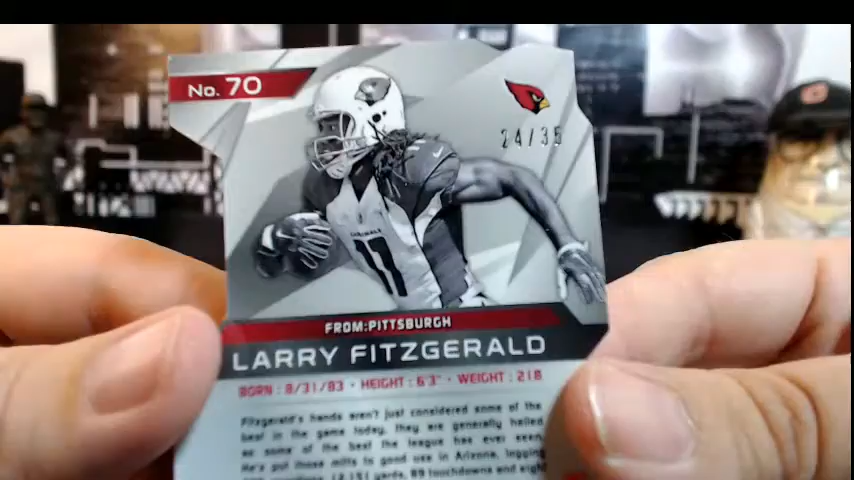 No. 70
24/35
CARDINALS
11
FROM:PITTSBURGH
LARRY FITZGERALD
BORN : 8/31/83 · HEIGHT : 6'3" · WEIGHT : 218
Fitzgerald's hands aren't just considered some of the
best in the game today, they are generally hailed
as some of the best the league has ever seen.
He's put those mitts to good use in Arizona, logging
yards, 89 touchdowns and eight